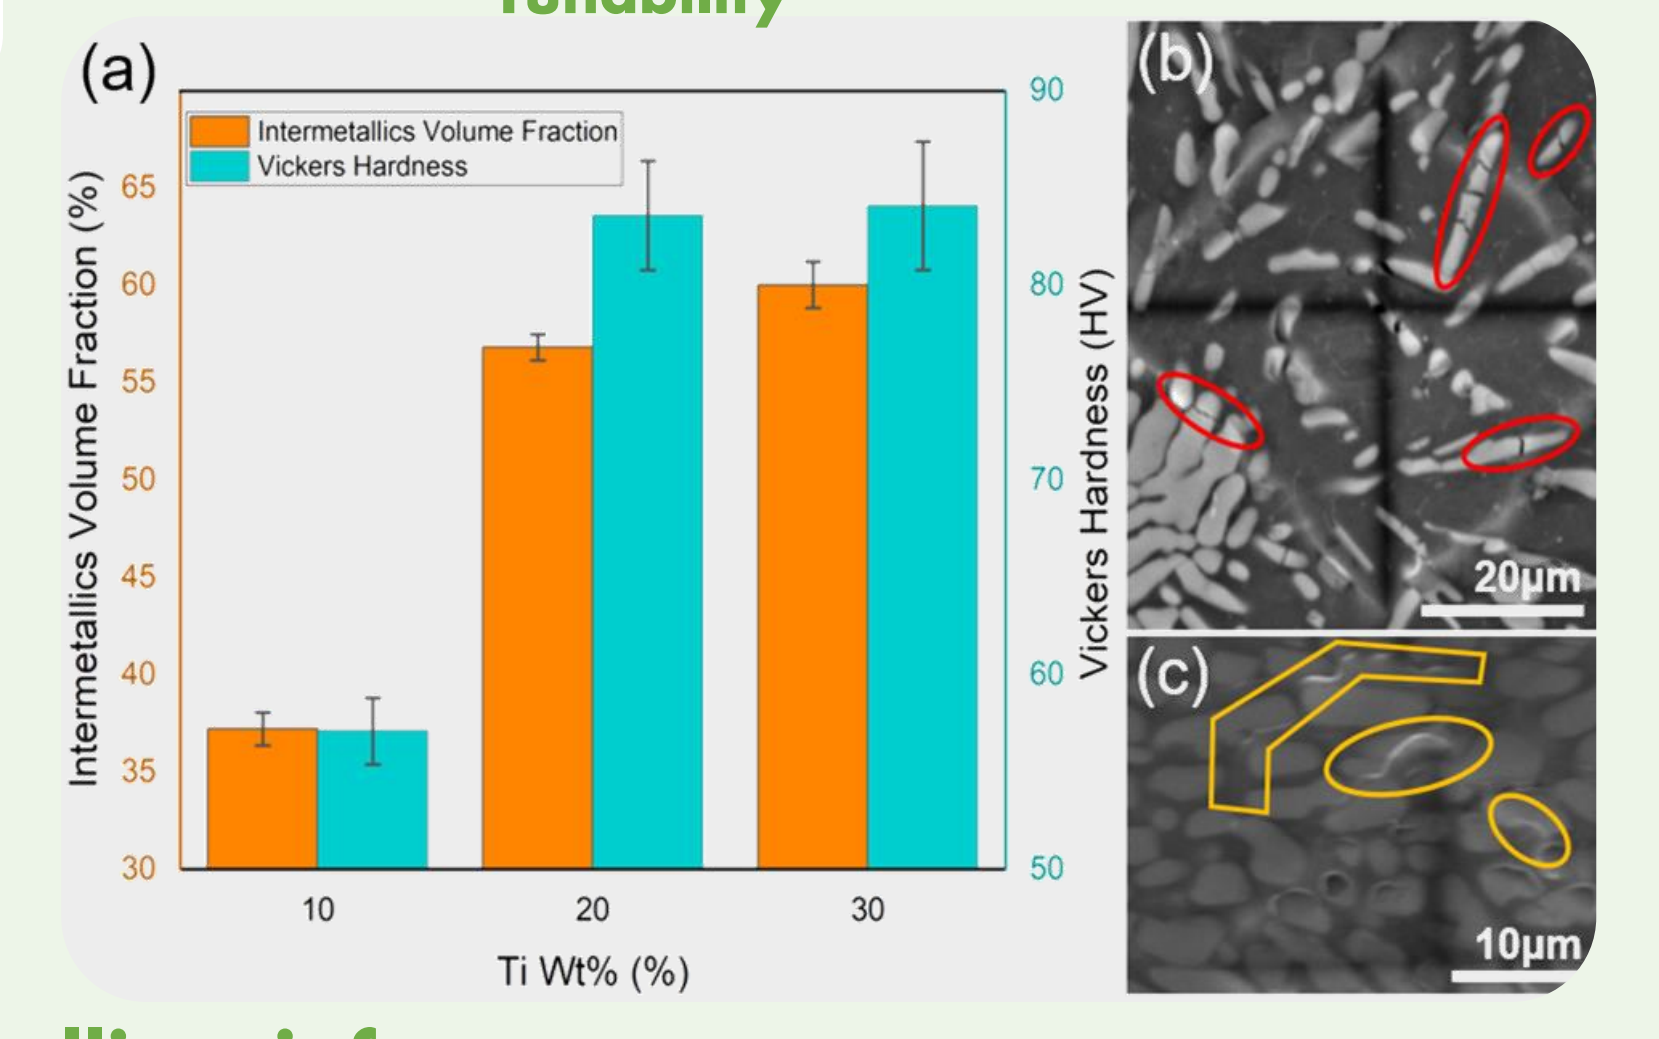 (a)
Intermetallics Volume Fraction
Vickers Hardness
Intermetallics Volume Fraction (%)
65
60
55
50
45
40
35
30
90
80
70
60
50
Vickers Hardness (HV)
10 20 30
Ti Wt% (%)
(b)
20μm
(c)
10μm